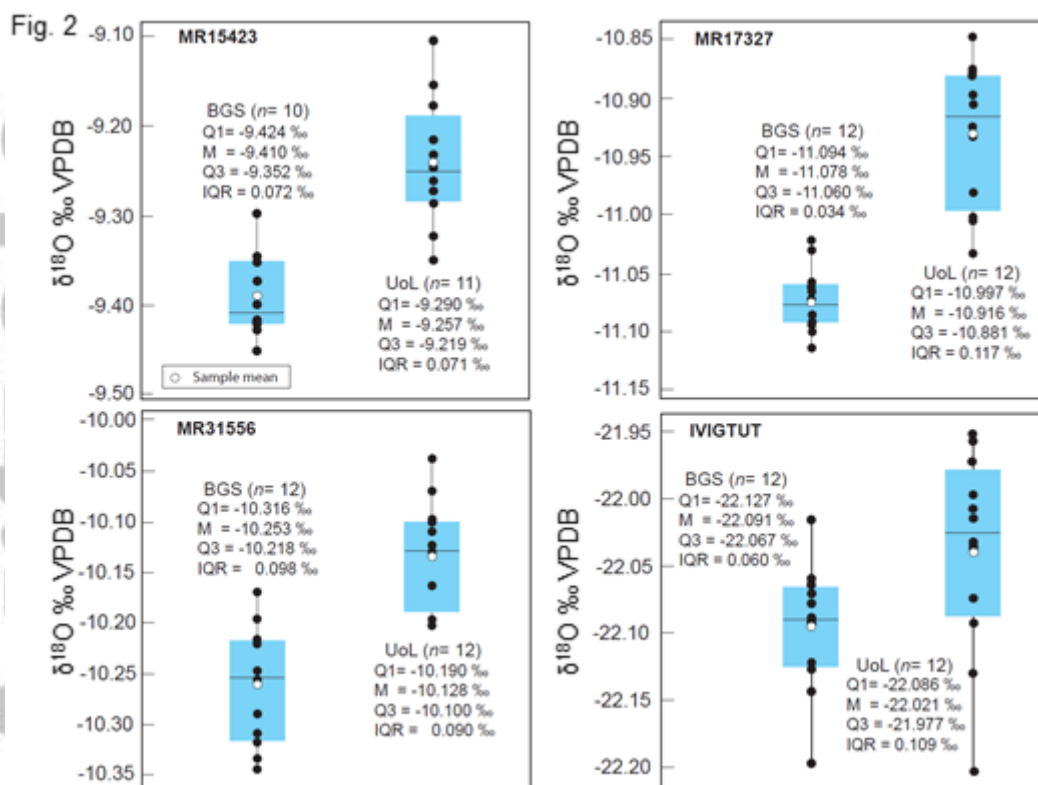 Fig. 2
MR15423
δ¹⁸O ‰ VPDB
-9.10
-9.20
-9.30
-9.40
-9.50
BGS (n= 10)
Q1= -9.424 ‰
M = -9.410 ‰
Q3= -9.352 ‰
IQR = 0.072 ‰
UoL (n= 11)
Q1= -9.290 ‰
M = -9.257 ‰
Q3= -9.219 ‰
IQR = 0.071 ‰
Sample mean
MR17327
δ¹⁸O ‰ VPDB
-10.85
-10.90
-10.95
-11.00
-11.05
-11.10
-11.15
BGS (n= 12)
Q1= -11.094 ‰
M = -11.078 ‰
Q3= -11.060 ‰
IQR = 0.034 ‰
UoL (n= 12)
Q1= -10.997 ‰
M = -10.916 ‰
Q3= -10.881 ‰
IQR = 0.117 ‰
MR31556
δ¹⁸O ‰ VPDB
-10.00
-10.05
-10.10
-10.15
-10.20
-10.25
-10.30
-10.35
BGS (n= 12)
Q1= -10.316 ‰
M = -10.253 ‰
Q3 = -10.218 ‰
IQR = 0.098 ‰
UoL (n= 12)
Q1= -10.190 ‰
M = -10.128 ‰
Q3 = -10.100 ‰
IQR = 0.090 ‰
IVIGTUT
δ¹⁸O ‰ VPDB
-21.95
-22.00
-22.05
-22.10
-22.15
-22.20
BGS (n= 12)
Q1= -22.127 ‰
M = -22.091 ‰
Q3= -22.067 ‰
IQR = 0.060 ‰
UoL (n= 12)
Q1= -22.086 ‰
M = -22.021 ‰
Q3= -21.977 ‰
IQR = 0.109 ‰